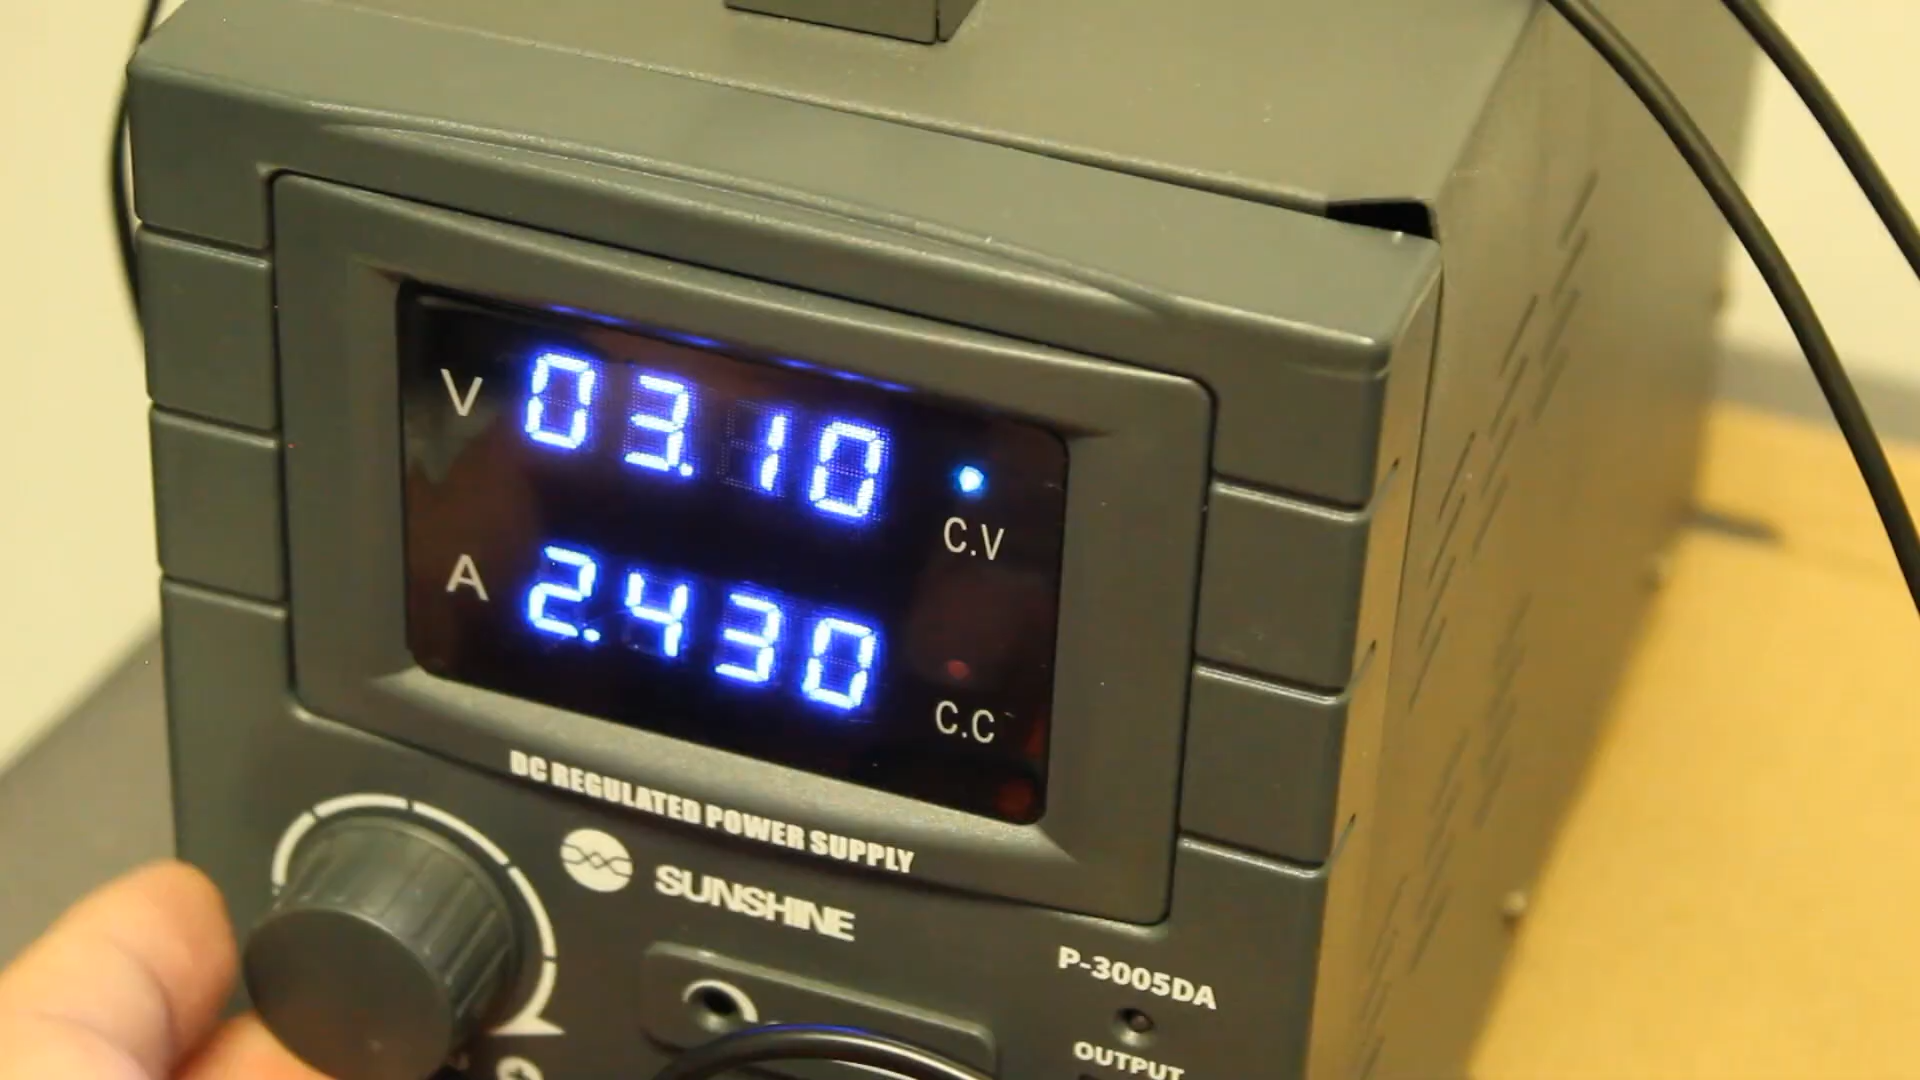 V 03.10
C.V
A 2.430
C.C
DC REGULATED POWER SUPPLY
SUNSHINE
P-3005DA
OUTPUT